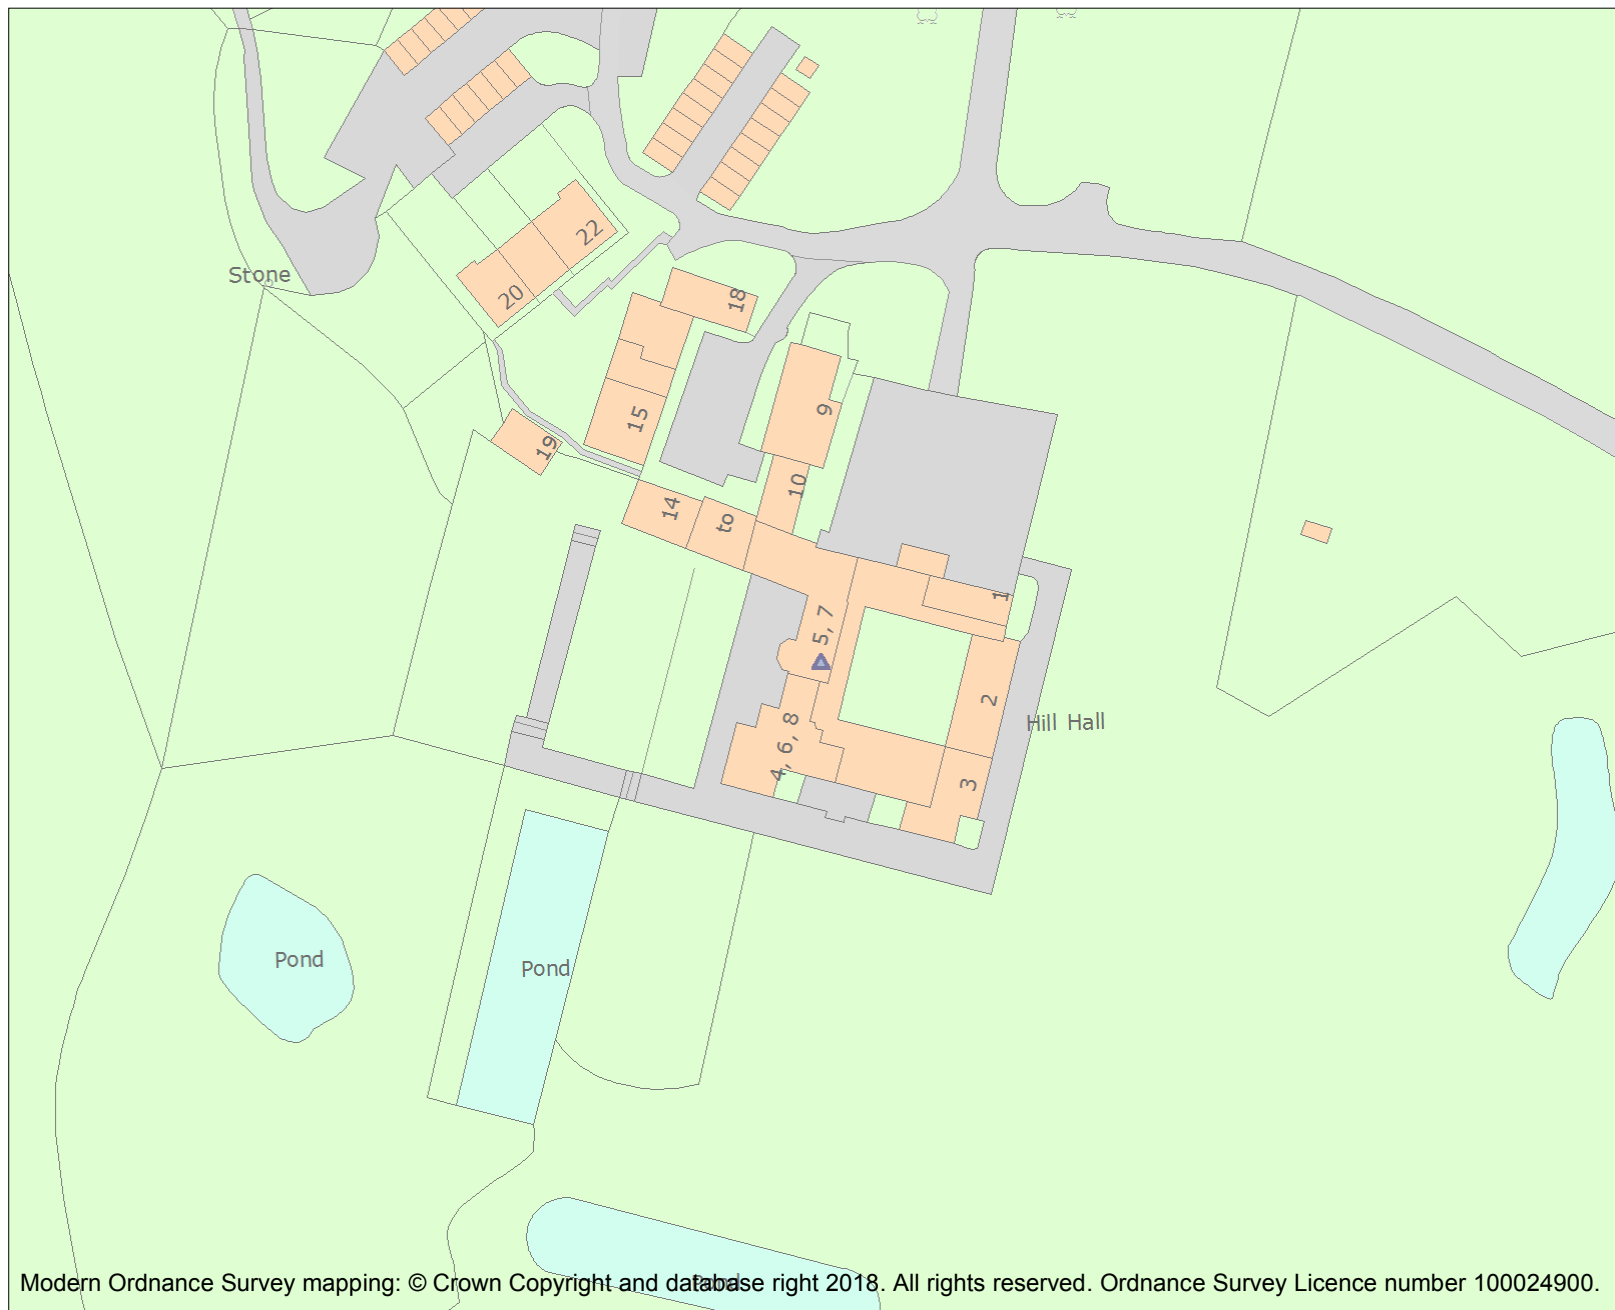 Stone
22
20
18
15
9
19
10
14
to
1
5, 7
2
Hill Hall
4, 6, 8
3
Pond
Pond
Pond
Modern Ordnance Survey mapping: © Crown Copyright and database right 2018. All rights reserved. Ordnance Survey Licence number 100024900.